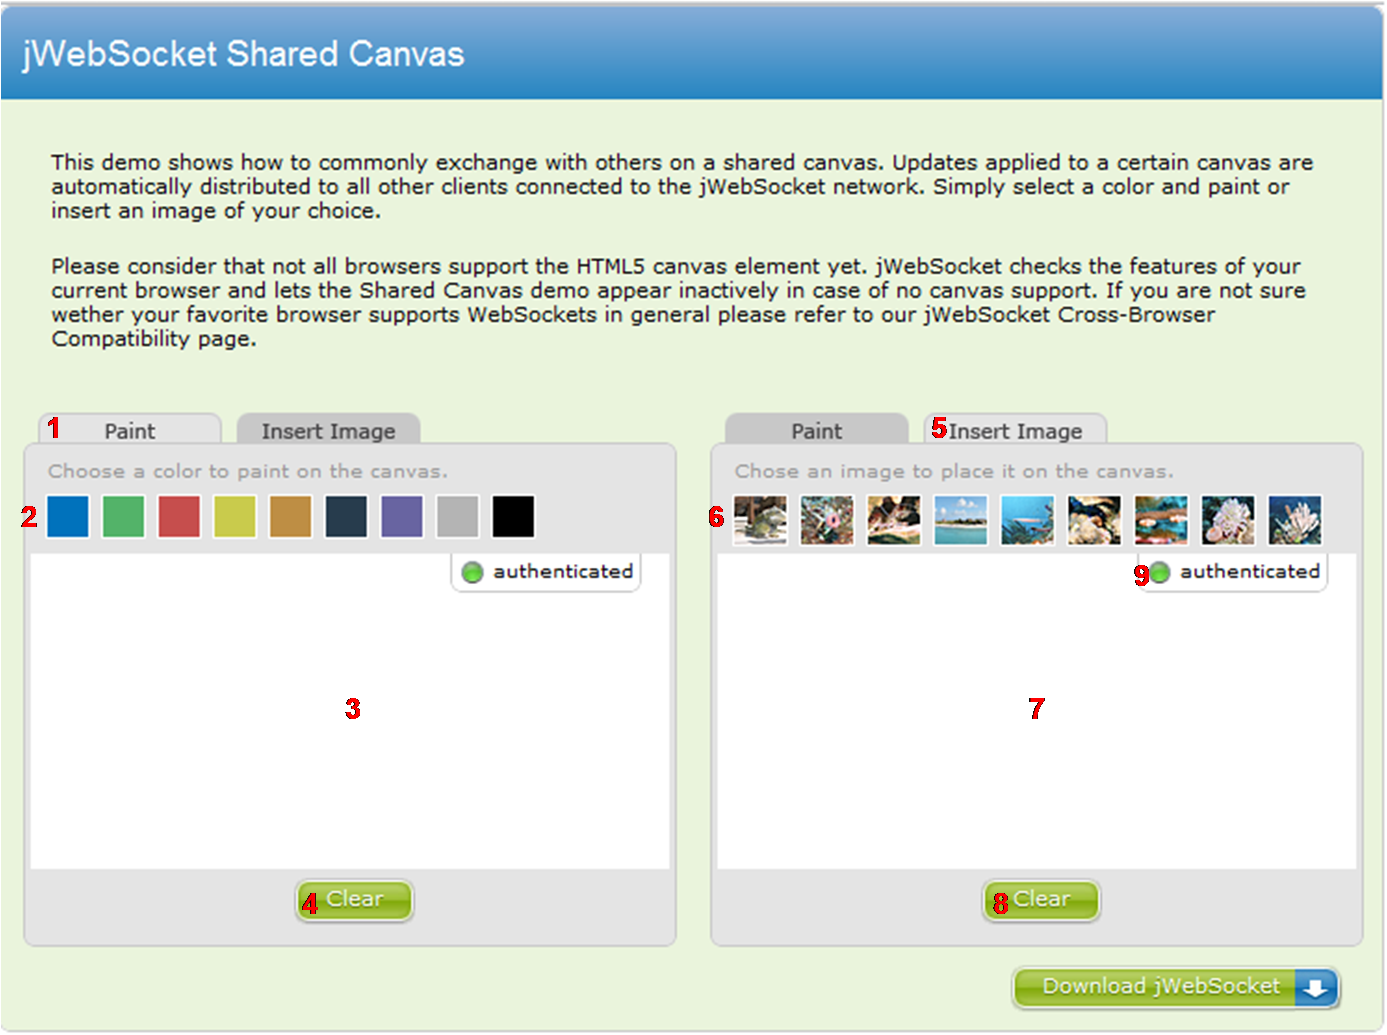 jWebSocket Shared Canvas
This demo shows how to commonly exchange with others on a shared canvas. Updates applied to a certain canvas are
automatically distributed to all other clients connected to the jWebSocket network. Simply select a color and paint or
insert an image of your choice.
Please consider that not all browsers support the HTML5 canvas element yet. jWebSocket checks the features of your
current browser and lets the Shared Canvas demo appear inactively in case of no canvas support. If you are not sure
wether your favorite browser supports WebSockets in general please refer to our jWebSocket Cross-Browser
Compatibility page.
1 Paint Insert Image
Choose a color to paint on the canvas.
2
authenticated
3
4 Clear
Paint 5 Insert Image
Chose an image to place it on the canvas.
6
9 authenticated
7
8 Clear
Download jWebSocket